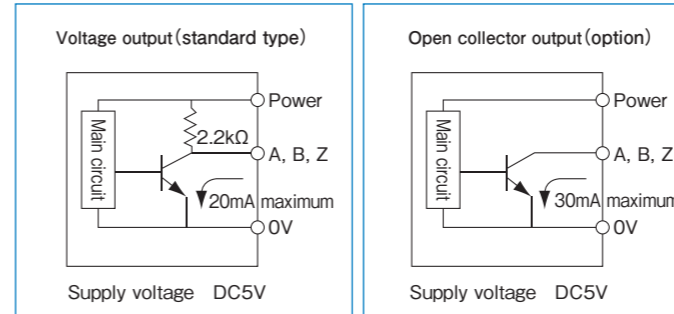 Voltage output(standard type)
Main circuit
Power
2.2kΩ
A, B, Z
20mA maximum
0V
Supply voltage DC5V
Open collector output(option)
Main circuit
Power
A, B, Z
30mA maximum
0V
Supply voltage DC5V